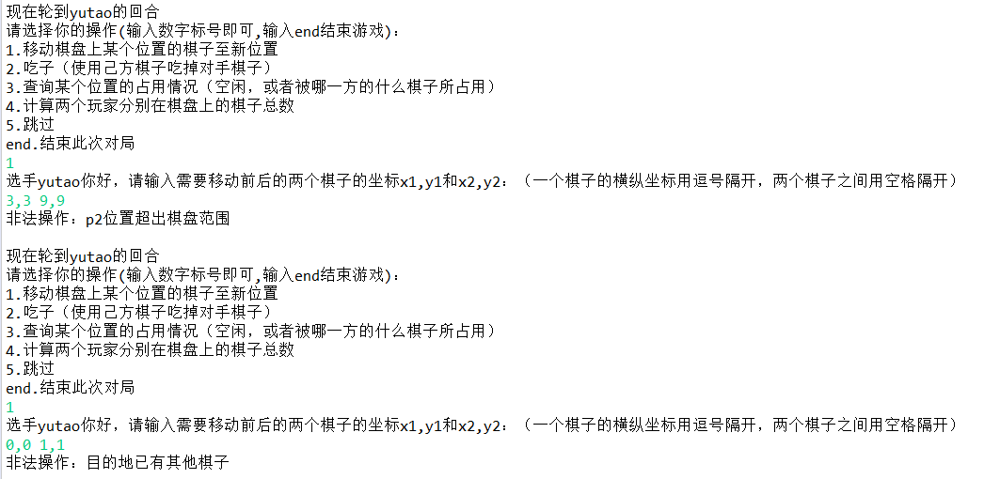 现在轮到yutao的回合
请选择你的操作(输入数字标号即可,输入end结束游戏)：
1.移动棋盘上某个位置的棋子至新位置
2.吃子（使用己方棋子吃掉对手棋子）
3.查询某个位置的占用情况（空闲，或者被哪一方的什么棋子所占用）
4.计算两个玩家分别在棋盘上的棋子总数
5.跳过
end.结束此次对局
1
选手yutao你好，请输入需要移动前后的两个棋子的坐标x1,y1和x2,y2：（一个棋子的横纵坐标用逗号隔开，两个棋子之间用空格隔开）
3,3 9,9
非法操作：p2位置超出棋盘范围
现在轮到yutao的回合
请选择你的操作(输入数字标号即可,输入end结束游戏)：
1.移动棋盘上某个位置的棋子至新位置
2.吃子（使用己方棋子吃掉对手棋子）
3.查询某个位置的占用情况（空闲，或者被哪一方的什么棋子所占用）
4.计算两个玩家分别在棋盘上的棋子总数
5.跳过
end.结束此次对局
1
选手yutao你好，请输入需要移动前后的两个棋子的坐标x1,y1和x2,y2：（一个棋子的横纵坐标用逗号隔开，两个棋子之间用空格隔开）
0,0 1,1
非法操作：目的地已有其他棋子